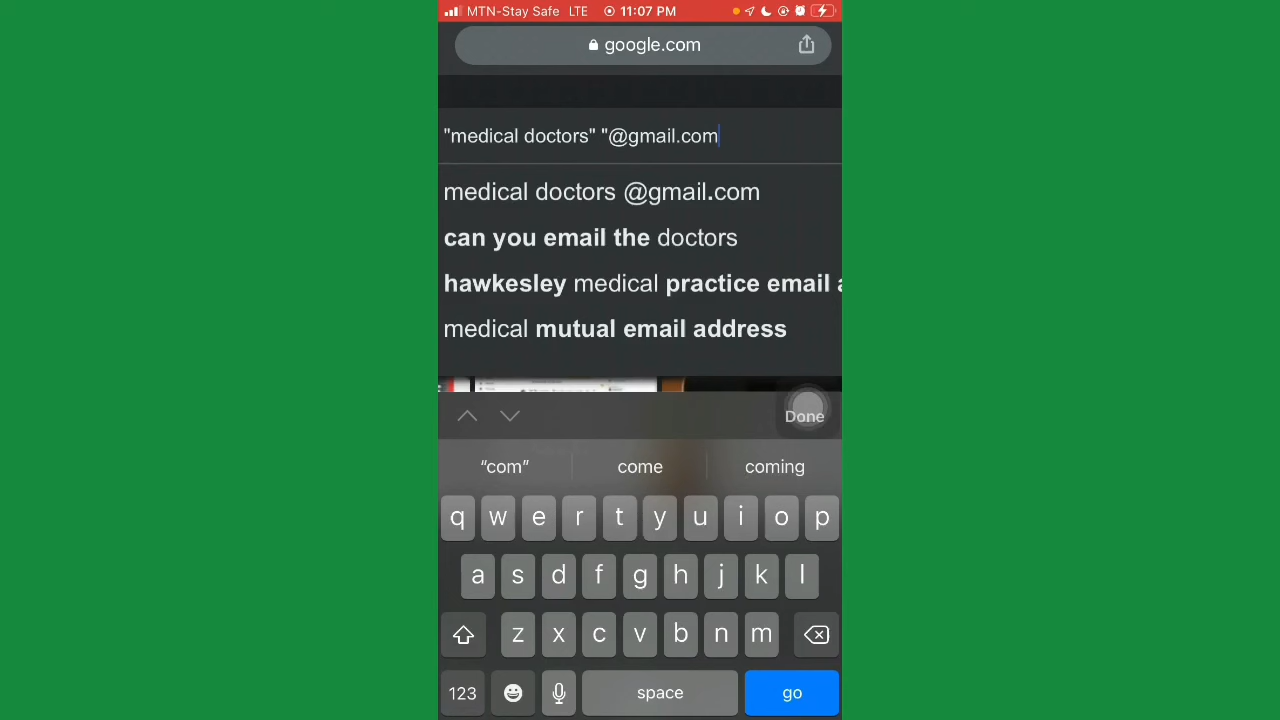 MTN-Stay Safe LTE 11:07 PM
google.com
"medical doctors" "@gmail.com
medical doctors @gmail.com
can you email the doctors
hawkesley medical practice email a
medical mutual email address
Done
"com" come coming
q w e r t y u i o p
a s d f g h j k l
z x c v b n m
123 space go